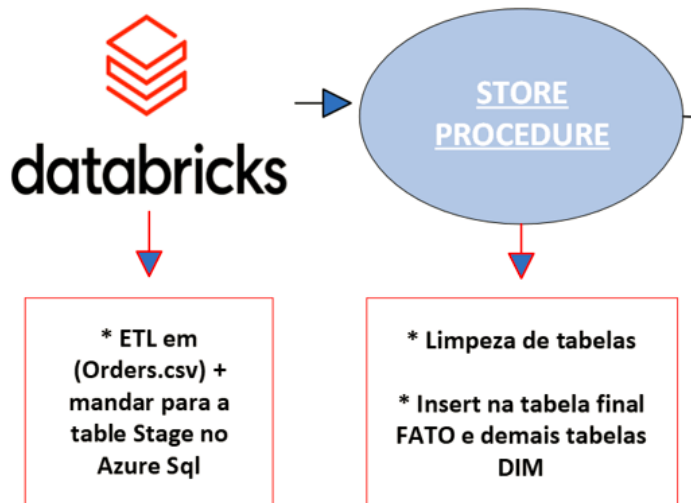 databricks
STORE
PROCEDURE
* ETL em
(Orders.csv) +
mandar para a
table Stage no
Azure Sql
* Limpeza de tabelas
* Insert na tabela final
FATO e demais tabelas
DIM